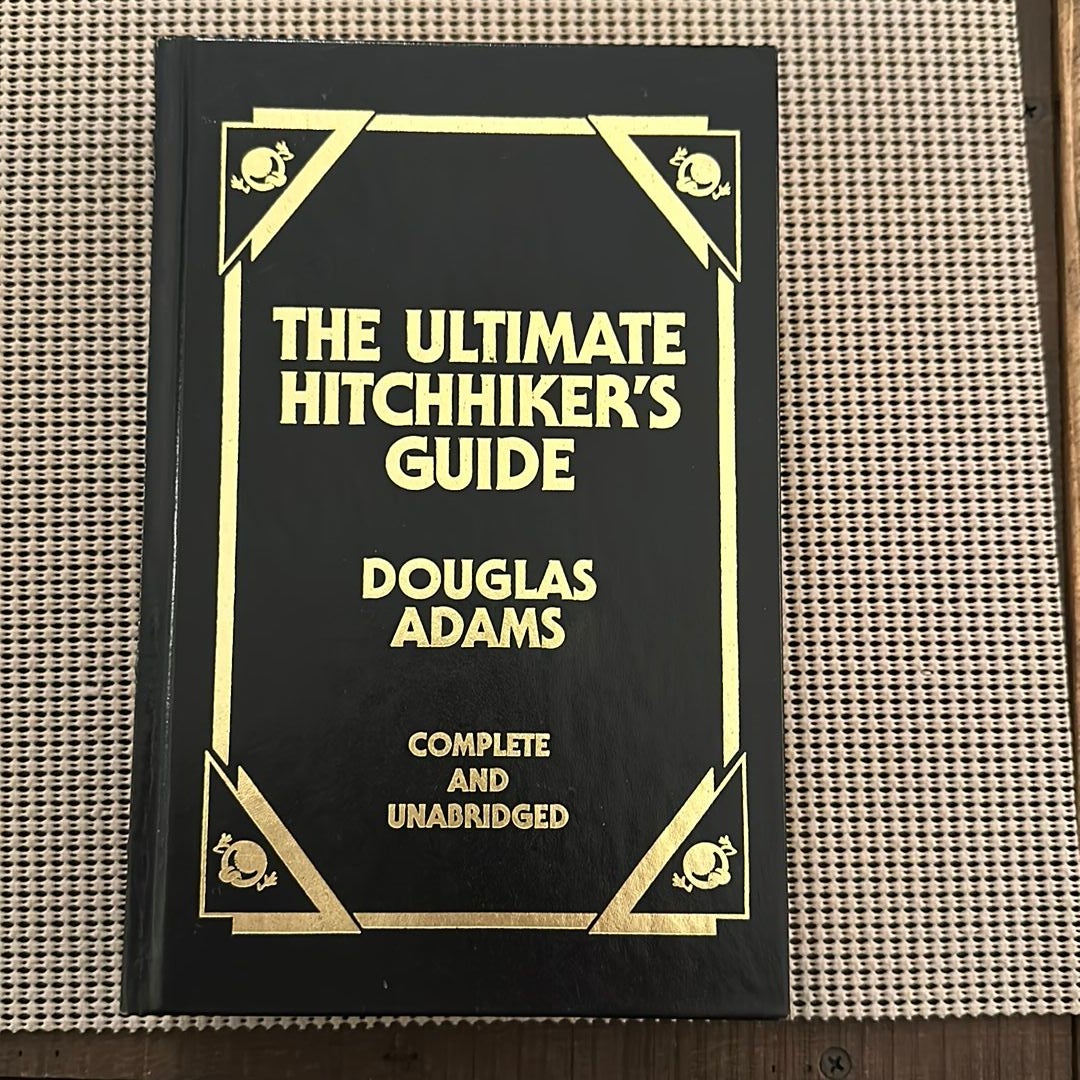 THE ULTIMATE
HITCHHIKER'S
GUIDE
DOUGLAS
ADAMS
COMPLETE
AND
UNABRIDGED